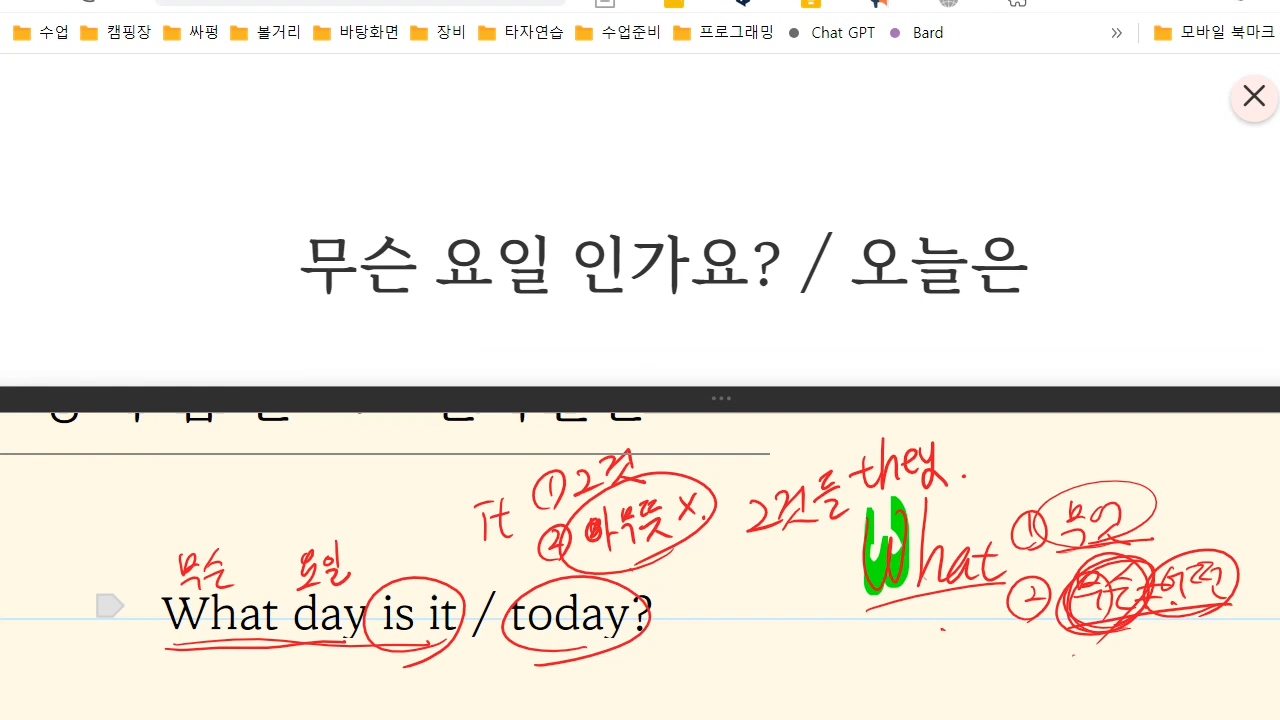 수업 캠핑장 싸펑 볼거리 바탕화면 장비 타자연습 수업준비 프로그래밍 Chat GPT Bard » 모바일 북마크
무슨 요일 인가요? / 오늘은
It ① 그것
② 아무뜻 X.
그것들 they.
What ① 무엇
② 무슨 = 어떤
무슨 요일
What day is it / today?